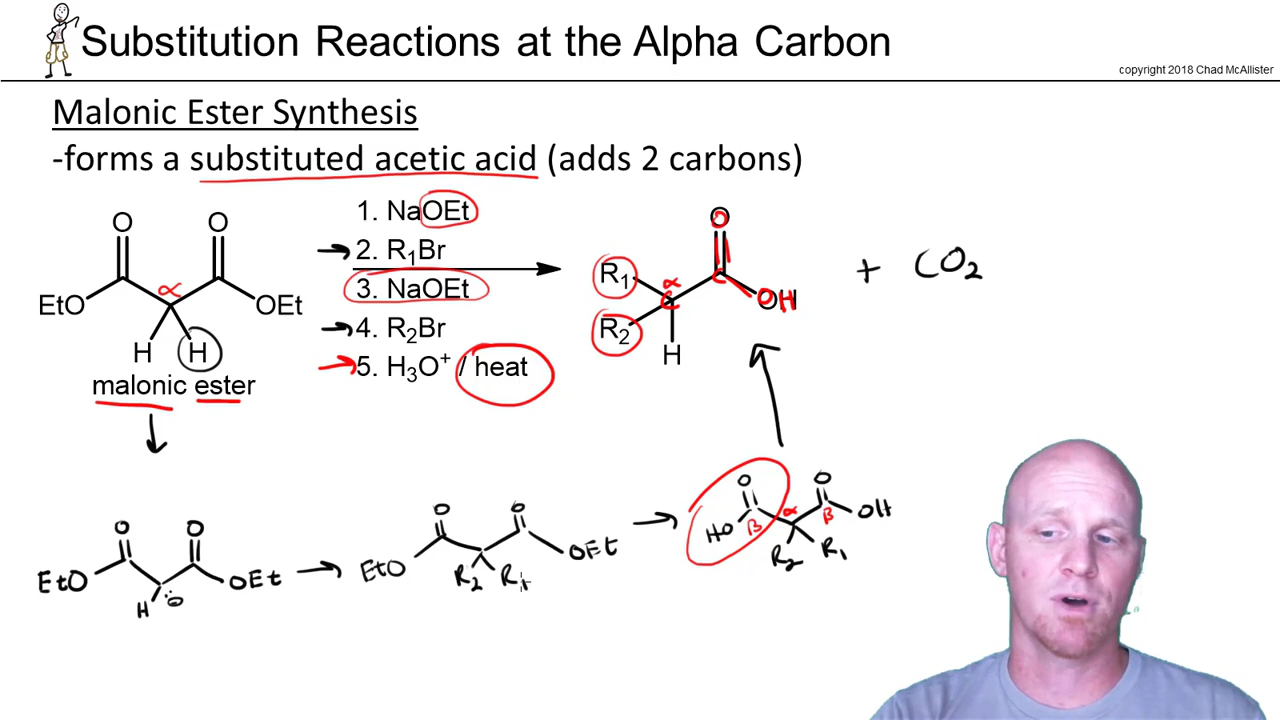 Substitution Reactions at the Alpha Carbon
copyright 2018 Chad McAllister
Malonic Ester Synthesis
-forms a substituted acetic acid (adds 2 carbons)
O O
EtO α OEt
H H
malonic ester
1. NaOEt
2. R1Br
3. NaOEt
4. R2Br
5. H3O+ / heat
O
R1 α OH
R2
H
+ CO2
O O
EtO OEt
H :⊖
O O
EtO OEt
R2 R1
O O
HO β α β OH
R2 R1